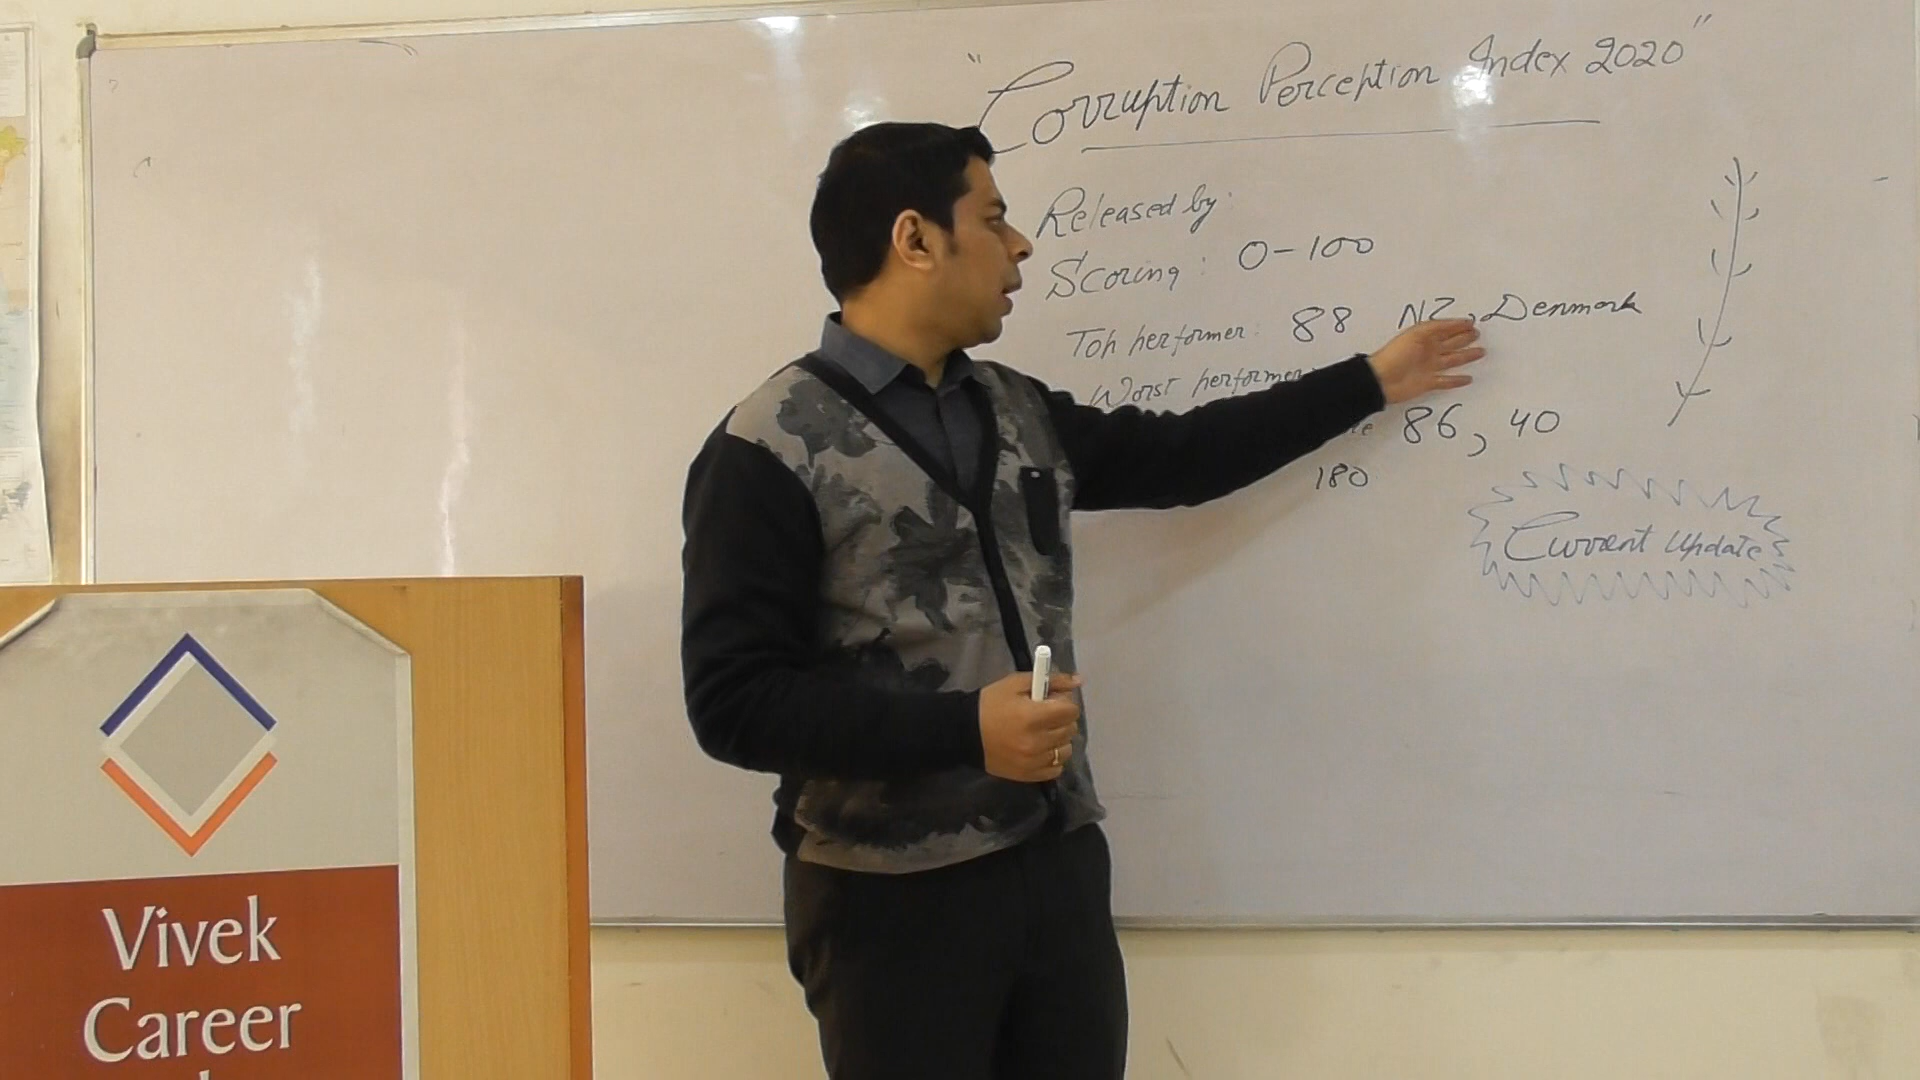 "Corruption Perception Index 2020"
Released by:
Scoring: 0-100
Top performer: 88 NZ, Denmark
Worst performer:
86, 40
180
Current Update
Vivek
Career